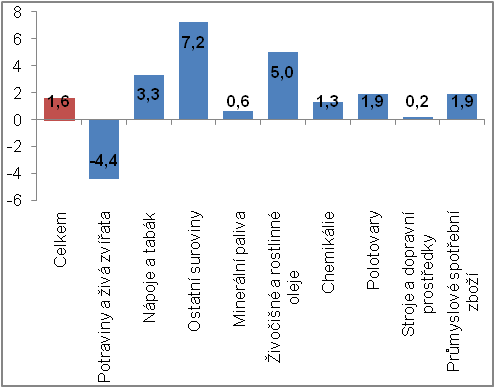 8
6
4
2
0
-2
-4
-6
1,6
-4,4
3,3
7,2
0,6
5,0
1,3
1,9
0,2
1,9
Celkem
Potraviny a živá zvířata
Nápoje a tabák
Ostatní suroviny
Minerální paliva
Živočišné a rostlinné
oleje
Chemikálie
Polotovary
Stroje a dopravní
prostředky
Průmyslové spotřební
zboží